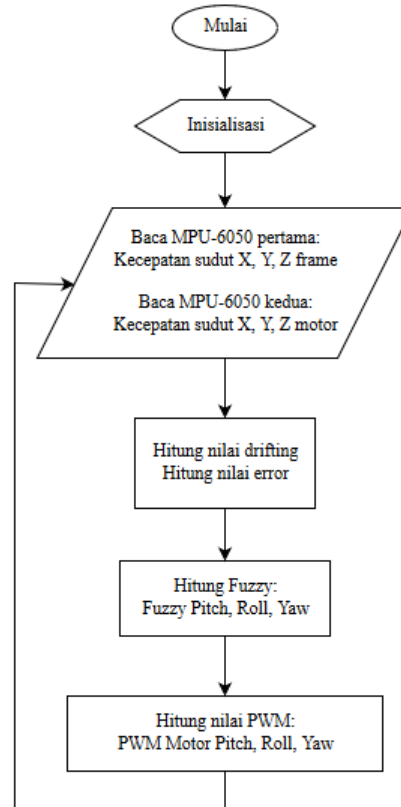 Mulai
Inisialisasi
Baca MPU-6050 pertama:
Kecepatan sudut X, Y, Z frame
Baca MPU-6050 kedua:
Kecepatan sudut X, Y, Z motor
Hitung nilai drifting
Hitung nilai error
Hitung Fuzzy:
Fuzzy Pitch, Roll, Yaw
Hitung nilai PWM:
PWM Motor Pitch, Roll, Yaw